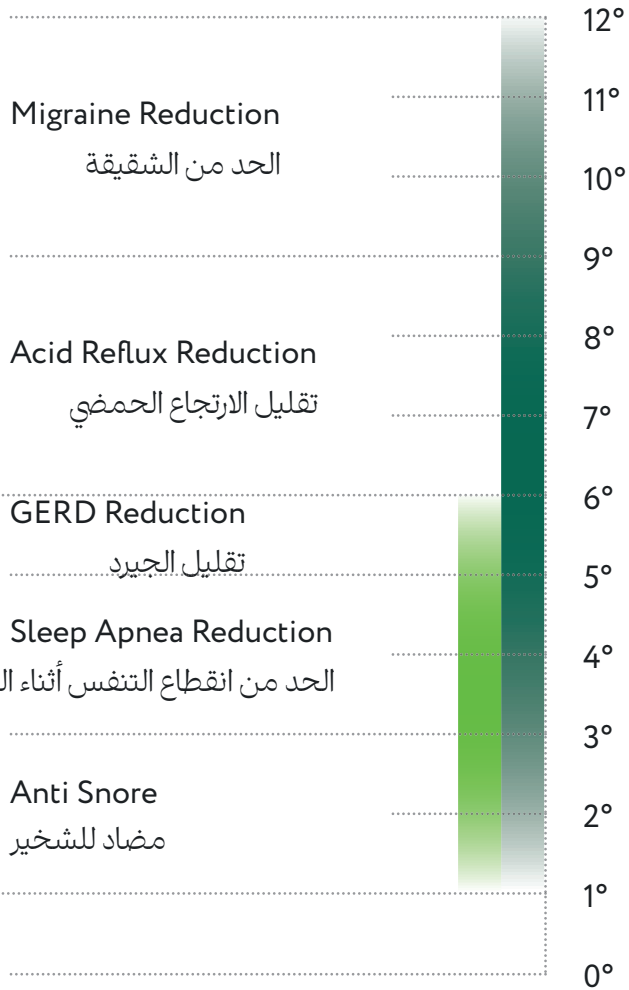 12°
11°
Migraine Reduction
الحد من الشقيقة
10°
9°
8°
Acid Reflux Reduction
تقليل الارتجاع الحمضي
7°
6°
GERD Reduction
تقليل الجيرد
5°
Sleep Apnea Reduction
4°
الحد من انقطاع التنفس أثناء
3°
Anti Snore
2°
مضاد للشخير
1°
0°